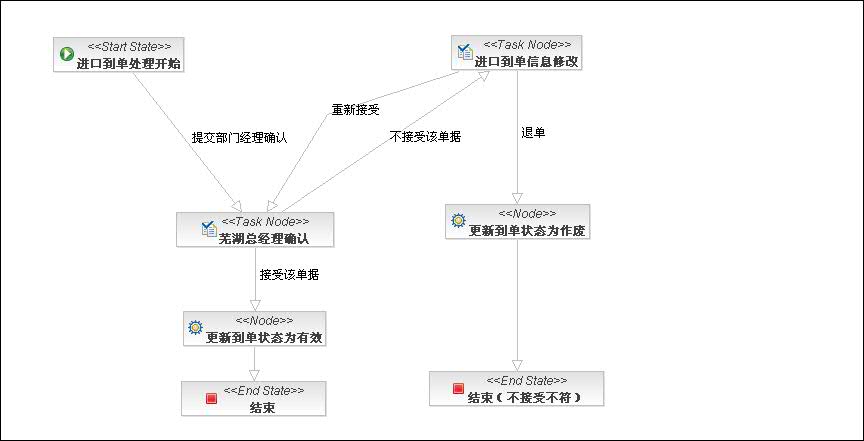 <<Start State>>
进口到单处理开始
<<Task Node>>
进口到单信息修改
重新接受
提交部门经理确认
不接受该单据
退单
<<Task Node>>
芜湖总经理确认
<<Node>>
更新到单状态为作废
接受该单据
<<Node>>
更新到单状态为有效
<<End State>>
结束
<<End State>>
结束（不接受不符）